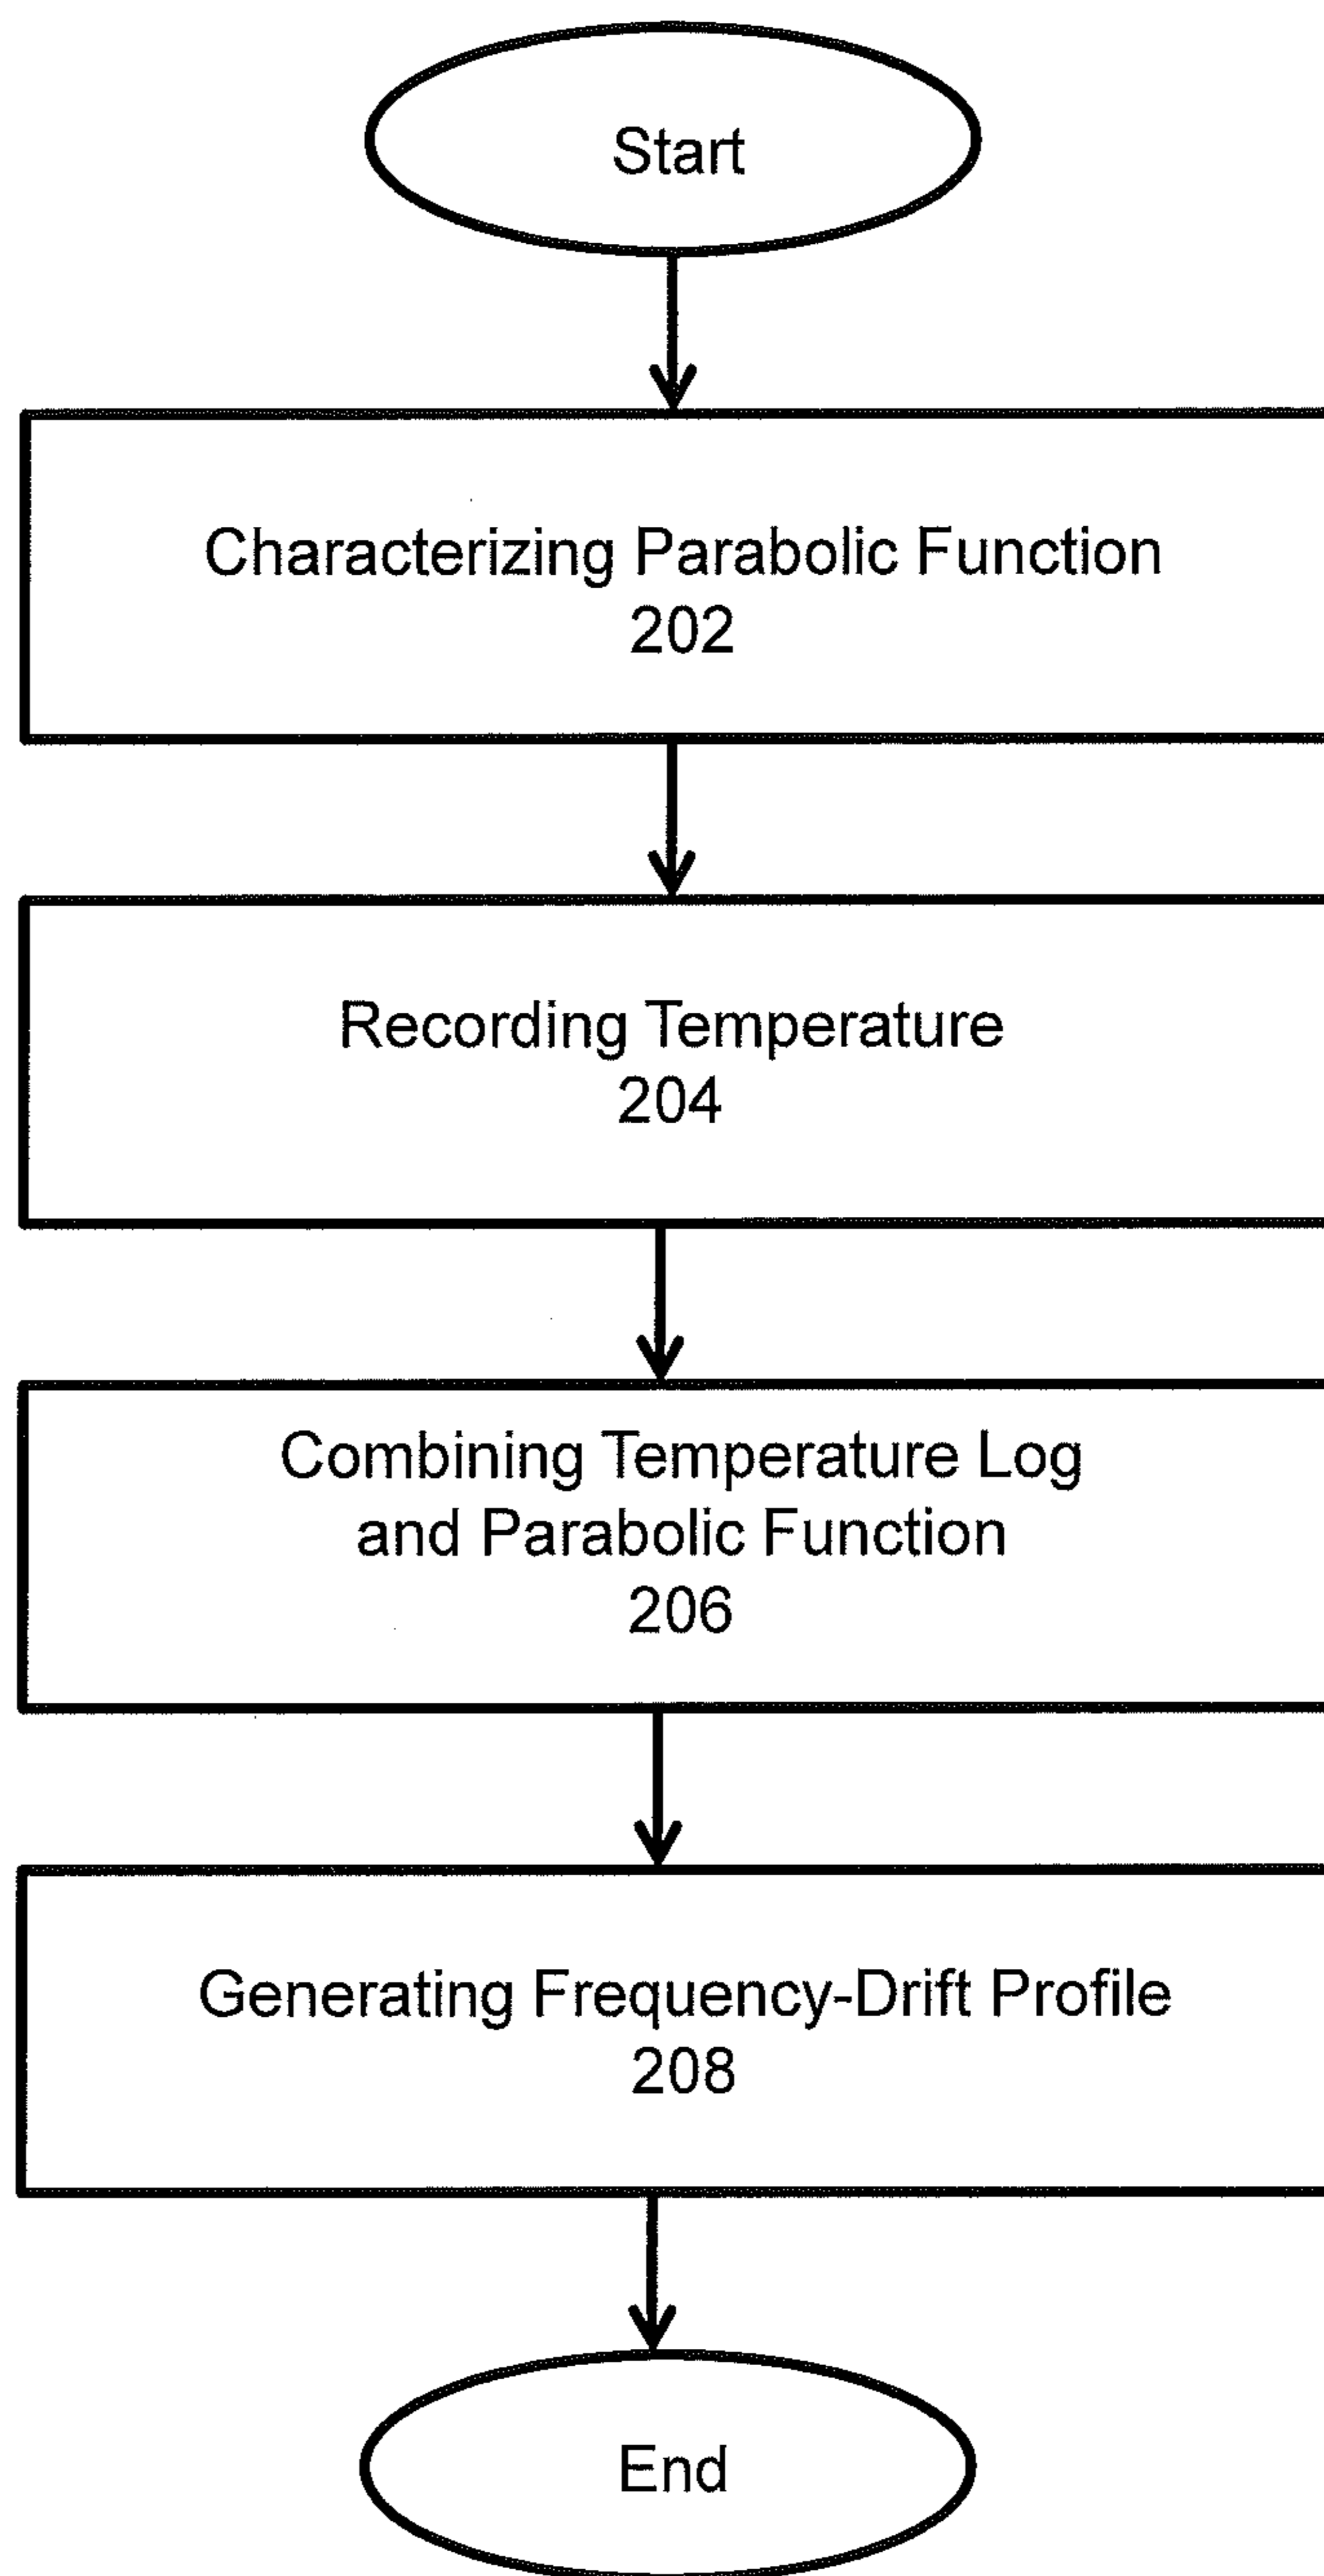 Start
Characterizing Parabolic Function
202
Recording Temperature
204
Combining Temperature Log
and Parabolic Function
206
Generating Frequency-Drift Profile
208
End